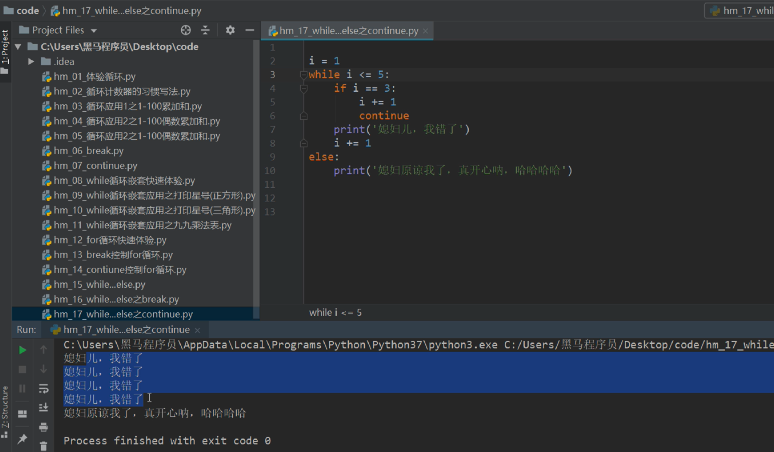 code hm_17_while...else之continue.py hm_17_whil
Project Files hm_17_while...else之continue.py
1: Project
C:\Users\黑马程序员\Desktop\code
.idea
hm_01_体验循环.py
hm_02_循环计数器的习惯写法.py
hm_03_循环应用1之1-100累加和.py
hm_04_循环应用2之1-100偶数累加和.py
hm_05_循环应用2之1-100偶数累加和.py
hm_06_break.py
hm_07_continue.py
hm_08_while循环嵌套快速体验.py
hm_09_while循环嵌套应用之打印星号(正方形).py
hm_10_while循环嵌套应用之打印星号(三角形).py
hm_11_while循环嵌套应用之九九乘法表.py
hm_12_for循环快速体验.py
hm_13_break控制for循环.py
hm_14_contiune控制for循环.py
hm_15_while...else.py
hm_16_while...else之break.py
hm_17_while...else之continue.py
1
2 i = 1
3 while i <= 5:
4 if i == 3:
5 i += 1
6 continue
7 print('媳妇儿，我错了')
8 i += 1
9 else:
10 print('媳妇原谅我了，真开心呐，哈哈哈哈')
11
12
13
while i <= 5
Run: hm_17_while...else之continue
C:\Users\黑马程序员\AppData\Local\Programs\Python\Python37\python3.exe C:/Users/黑马程序员/Desktop/code/hm_17_while
媳妇儿，我错了
媳妇儿，我错了
媳妇儿，我错了
媳妇儿，我错了
媳妇原谅我了，真开心呐，哈哈哈哈
Process finished with exit code 0
Z: Structure